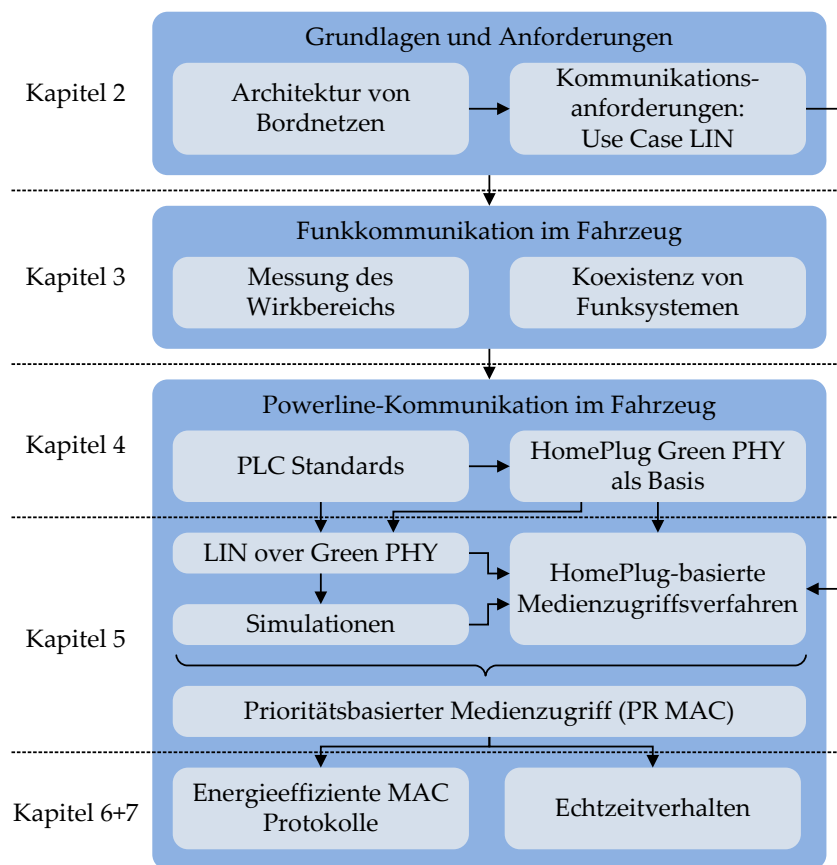 Grundlagen und Anforderungen
Kapitel 2
Architektur von
Bordnetzen
Kommunikations-
anforderungen:
Use Case LIN
Funkkommunikation im Fahrzeug
Kapitel 3
Messung des
Wirkbereichs
Koexistenz von
Funksystemen
Powerline-Kommunikation im Fahrzeug
Kapitel 4
PLC Standards
HomePlug Green PHY
als Basis
LIN over Green PHY
HomePlug-basierte
Medienzugriffsverfahren
Simulationen
Kapitel 5
Prioritätsbasierter Medienzugriff (PR MAC)
Kapitel 6+7
Energieeffiziente MAC
Protokolle
Echtzeitverhalten